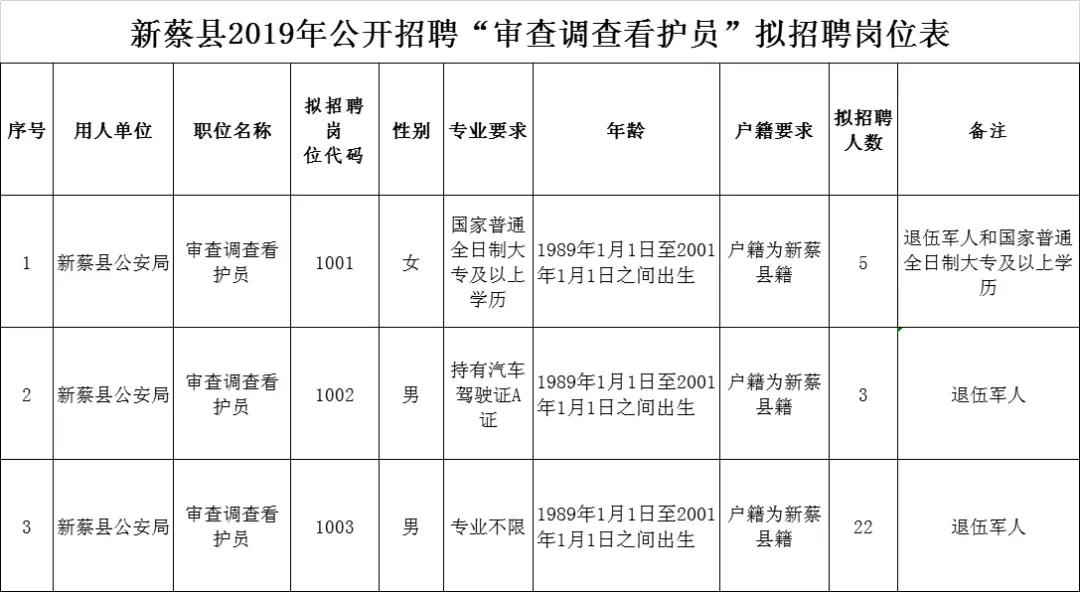 新蔡县2019年公开招聘“审查调查看护员”拟招聘岗位表
序号 用人单位 职位名称 拟招聘岗位代码 性别 专业要求 年龄 户籍要求 拟招聘人数 备注
1 新蔡县公安局 审查调查看护员 1001 女 国家普通全日制大专及以上学历 1989年1月1日至2001年1月1日之间出生 户籍为新蔡县籍 5 退伍军人和国家普通全日制大专及以上学历
2 新蔡县公安局 审查调查看护员 1002 男 持有汽车驾驶证A证 1989年1月1日至2001年1月1日之间出生 户籍为新蔡县籍 3 退伍军人
3 新蔡县公安局 审查调查看护员 1003 男 专业不限 1989年1月1日至2001年1月1日之间出生 户籍为新蔡县籍 22 退伍军人